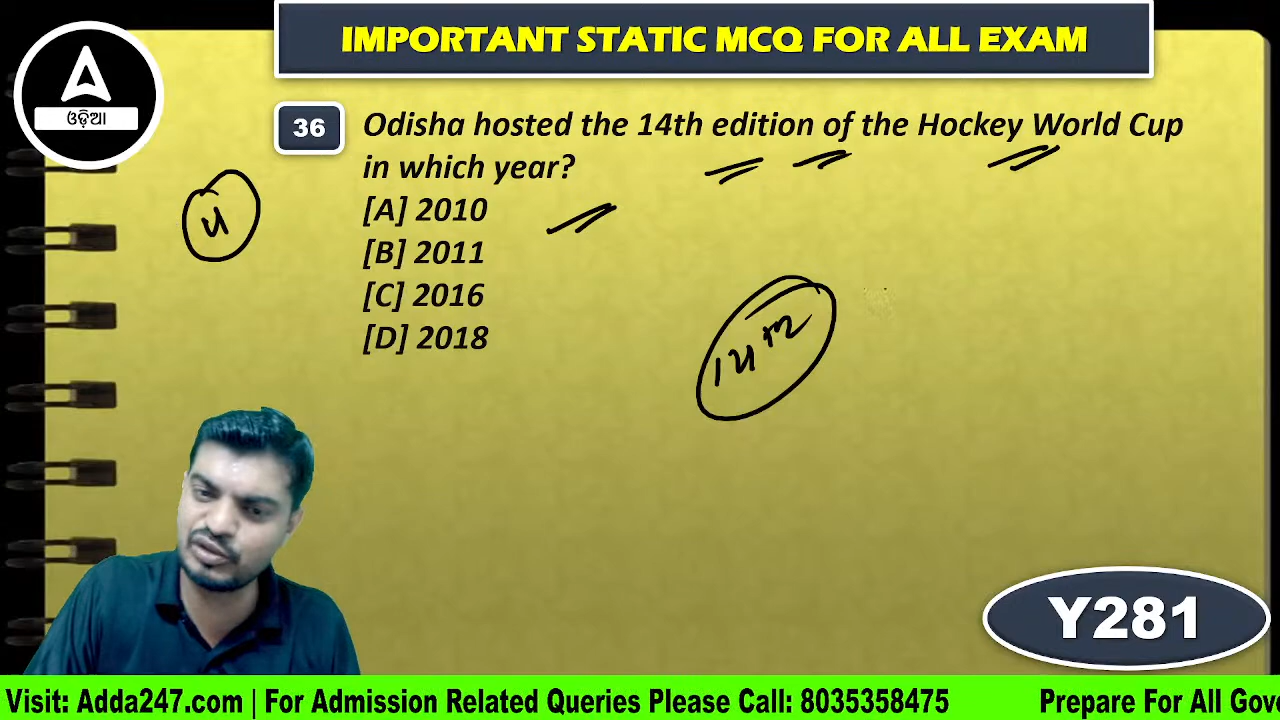 IMPORTANT STATIC MCQ FOR ALL EXAM
ଓଡ଼ିଆ
36
Odisha hosted the 14th edition of the Hockey World Cup
in which year?
[A] 2010
[B] 2011
[C] 2016
[D] 2018
14th
Y281
Visit: Adda247.com | For Admission Related Queries Please Call: 8035358475
Prepare For All Gove